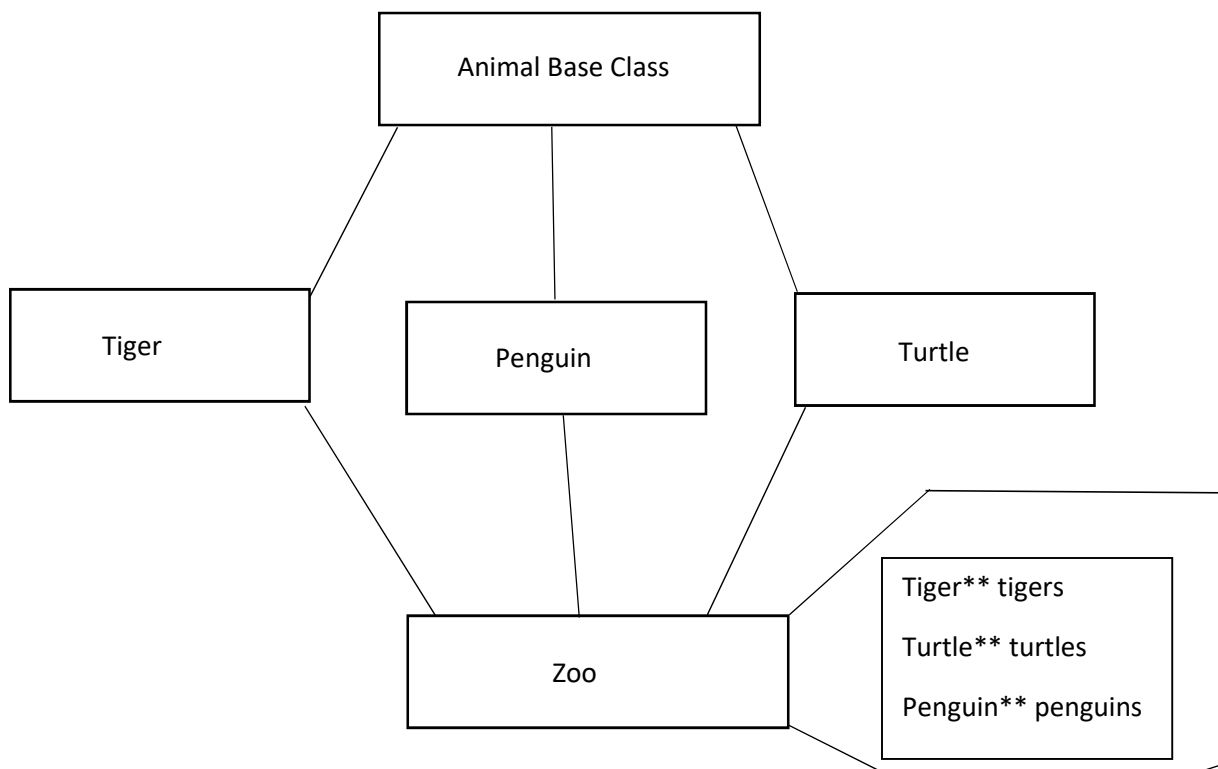 Animal Base Class
Tiger
Penguin
Turtle
Zoo
Tiger** tigers
Turtle** turtles
Penguin** penguins